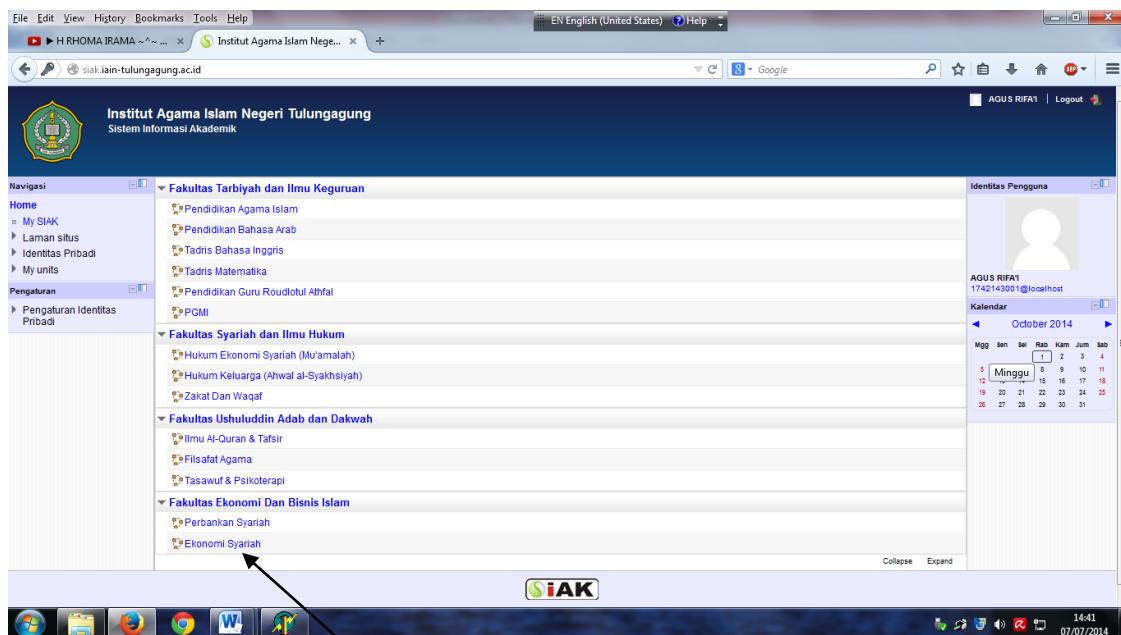 File Edit View History Bookmarks Tools Help
EN English (United States) Help
H RHOMA IRAMA ~^~ ... × Institut Agama Islam Nege... × +
siak.iain-tulungagung.ac.id
8 Google
ABP
AGUS RIFA'I | Logout
Institut Agama Islam Negeri Tulungagung
Sistem Informasi Akademik
Navigasi
Home
My SIAK
Laman situs
Identitas Pribadi
My units
Pengaturan
Pengaturan Identitas
Pribadi
Fakultas Tarbiyah dan Ilmu Keguruan
Pendidikan Agama Islam
Pendidikan Bahasa Arab
Tadris Bahasa Inggris
Tadris Matematika
Pendidikan Guru Roudlotul Athfal
PGMI
Fakultas Syariah dan Ilmu Hukum
Hukum Ekonomi Syariah (Mu'amalah)
Hukum Keluarga (Ahwal al-Syakhsiyah)
Zakat Dan Waqaf
Fakultas Ushuluddin Adab dan Dakwah
Ilmu Al-Quran & Tafsir
Filsafat Agama
Tasawuf & Psikoterapi
Fakultas Ekonomi Dan Bisnis Islam
Perbankan Syariah
Ekonomi Syariah
Collapse Expand
Identitas Pengguna
AGUS RIFA'I
1742143001@localhost
Kalendar
October 2014
Mgg Sen Sel Rab Kam Jum Sab
1 2 3 4
5 8 9 10 11
Minggu
12 15 16 17 18
19 20 21 22 23 24 25
26 27 28 29 30 31
SiAK
W
14:41
07/07/2014